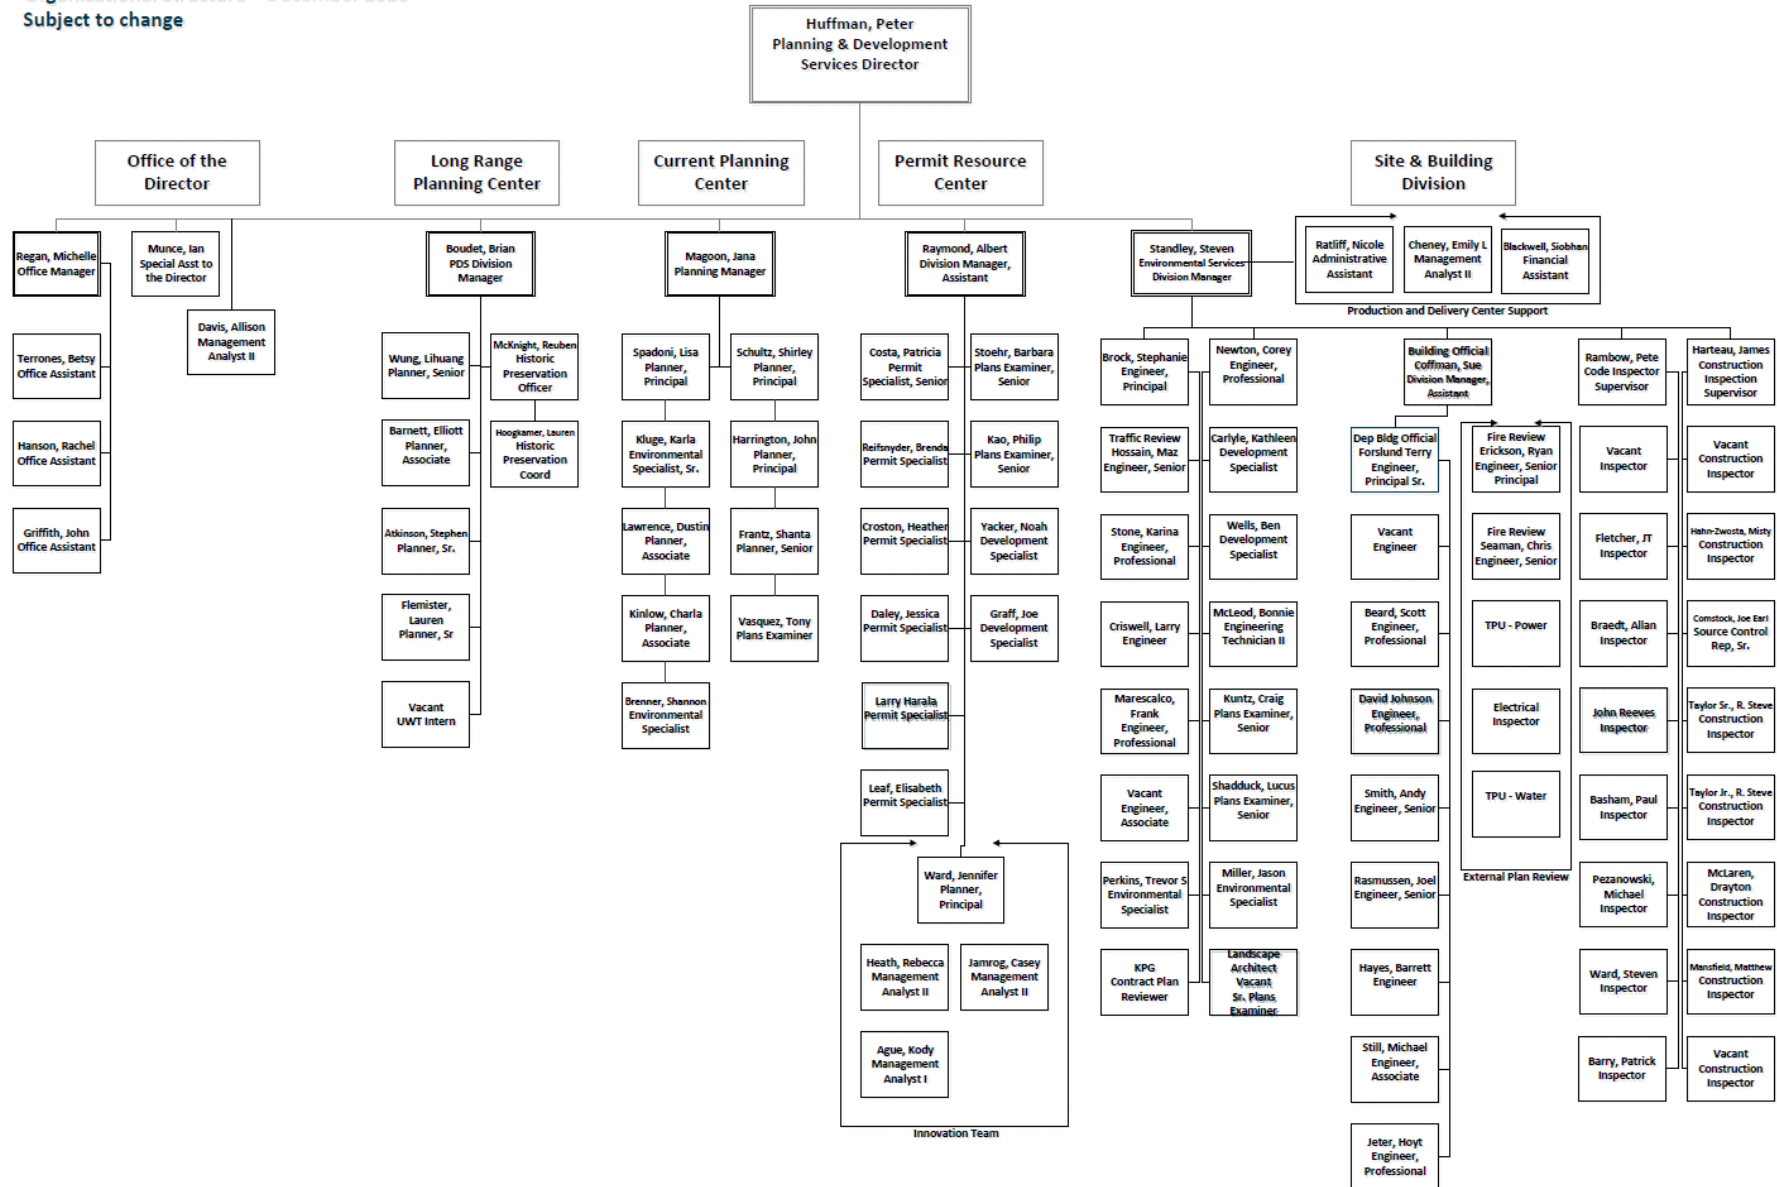 Subject to change
Huffman, Peter
Planning & Development
Services Director
Office of the
Director
Long Range
Planning Center
Current Planning
Center
Permit Resource
Center
Site & Building
Division
Regan, Michelle
Office Manager
Munce, Ian
Special Asst to
the Director
Davis, Allison
Management
Analyst II
Terrones, Betsy
Office Assistant
Hanson, Rachel
Office Assistant
Griffith, John
Office Assistant
Boudet, Brian
PDS Division
Manager
Wung, Lihuang
Planner, Senior
McKnight, Reuben
Historic
Preservation
Officer
Barnett, Elliott
Planner,
Associate
Hoogkamer, Lauren
Historic
Preservation
Coord
Atkinson, Stephen
Planner, Sr.
Flemister,
Lauren
Planner, Sr
Vacant
UWT Intern
Magoon, Jana
Planning Manager
Spadoni, Lisa
Planner,
Principal
Schultz, Shirley
Planner,
Principal
Kluge, Karla
Environmental
Specialist, Sr.
Harrington, John
Planner,
Principal
Lawrence, Dustin
Planner,
Associate
Frantz, Shanta
Planner, Senior
Kinlow, Charla
Planner,
Associate
Vasquez, Tony
Plans Examiner
Brenner, Shannon
Environmental
Specialist
Raymond, Albert
Division Manager,
Assistant
Costa, Patricia
Permit
Specialist, Senior
Stoehr, Barbara
Plans Examiner,
Senior
Reifsnyder, Brenda
Permit Specialist
Kao, Philip
Plans Examiner,
Senior
Croston, Heather
Permit Specialist
Yacker, Noah
Development
Specialist
Daley, Jessica
Permit Specialist
Graff, Joe
Development
Specialist
Larry Harala
Permit Specialist
Leaf, Elisabeth
Permit Specialist
Ward, Jennifer
Planner,
Principal
Heath, Rebecca
Management
Analyst II
Jamrog, Casey
Management
Analyst II
Ague, Kody
Management
Analyst I
Innovation Team
Standley, Steven
Environmental Services
Division Manager
Ratliff, Nicole
Administrative
Assistant
Cheney, Emily L
Management
Analyst II
Blackwell, Siobhan
Financial
Assistant
Production and Delivery Center Support
Brock, Stephanie
Engineer,
Principal
Newton, Corey
Engineer,
Professional
Traffic Review
Hossain, Maz
Engineer, Senior
Carlyle, Kathleen
Development
Specialist
Stone, Karina
Engineer,
Professional
Wells, Ben
Development
Specialist
Criswell, Larry
Engineer
McLeod, Bonnie
Engineering
Technician II
Marescalco,
Frank
Engineer,
Professional
Kuntz, Craig
Plans Examiner,
Senior
Vacant
Engineer,
Associate
Shadduck, Lucus
Plans Examiner,
Senior
Perkins, Trevor S
Environmental
Specialist
Miller, Jason
Environmental
Specialist
KPG
Contract Plan
Reviewer
Landscape
Architect
Vacant
Sr. Plans
Examiner
Building Official
Coffman, Sue
Division Manager,
Assistant
Dep Bldg Official
Forslund Terry
Engineer,
Principal Sr.
Vacant
Engineer
Beard, Scott
Engineer,
Professional
David Johnson
Engineer,
Professional
Smith, Andy
Engineer, Senior
Rasmussen, Joel
Engineer, Senior
Hayes, Barrett
Engineer
Still, Michael
Engineer,
Associate
Jeter, Hoyt
Engineer,
Professional
Fire Review
Erickson, Ryan
Engineer, Senior
Principal
Fire Review
Seaman, Chris
Engineer, Senior
TPU - Power
Electrical
Inspector
TPU - Water
External Plan Review
Rambow, Pete
Code Inspector
Supervisor
Vacant
Inspector
Fletcher, JT
Inspector
Braedt, Allan
Inspector
John Reeves
Inspector
Basham, Paul
Inspector
Pezanowski,
Michael
Inspector
Ward, Steven
Inspector
Barry, Patrick
Inspector
Harteau, James
Construction
Inspection
Supervisor
Vacant
Construction
Inspector
Hahn-Zwosta, Misty
Construction
Inspector
Comstock, Joe Earl
Source Control
Rep, Sr.
Taylor Sr., R. Steve
Construction
Inspector
Taylor Jr., R. Steve
Construction
Inspector
McLaren,
Drayton
Construction
Inspector
Mansfield, Matthew
Construction
Inspector
Vacant
Construction
Inspector